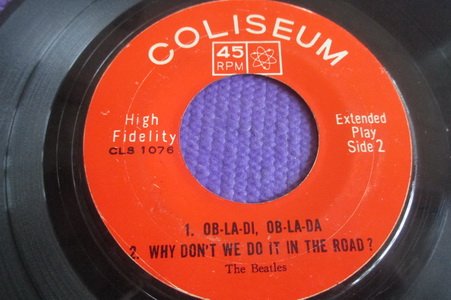 COLISEUM
45
RPM
High
Fidelity
CLS 1076
Extended
Play
Side 2
1. OB-LA-DI, OB-LA-DA
2. WHY DON'T WE DO IT IN THE ROAD?
The Beatles